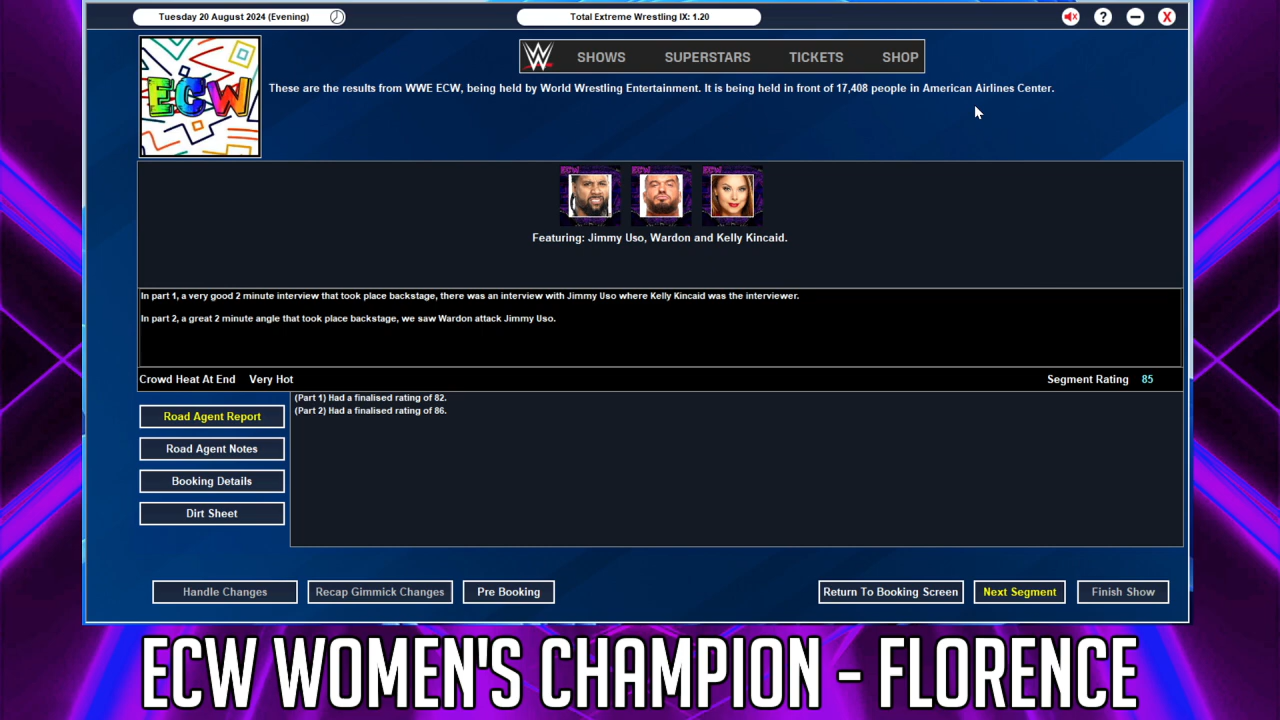 Tuesday 20 August 2024 (Evening)
Total Extreme Wrestling IX: 1.20
?
X
ECW
W
SHOWS
SUPERSTARS
TICKETS
SHOP
These are the results from WWE ECW, being held by World Wrestling Entertainment. It is being held in front of 17,408 people in American Airlines Center.
ECW
ECW
ECW
Featuring: Jimmy Uso, Wardon and Kelly Kincaid.
In part 1, a very good 2 minute interview that took place backstage, there was an interview with Jimmy Uso where Kelly Kincaid was the interviewer.
In part 2, a great 2 minute angle that took place backstage, we saw Wardon attack Jimmy Uso.
Crowd Heat At End Very Hot
Segment Rating 85
Road Agent Report
Road Agent Notes
Booking Details
Dirt Sheet
(Part 1) Had a finalised rating of 82.
(Part 2) Had a finalised rating of 86.
Handle Changes
Recap Gimmick Changes
Pre Booking
Return To Booking Screen
Next Segment
Finish Show
ECW WOMEN'S CHAMPION - FLORENCE